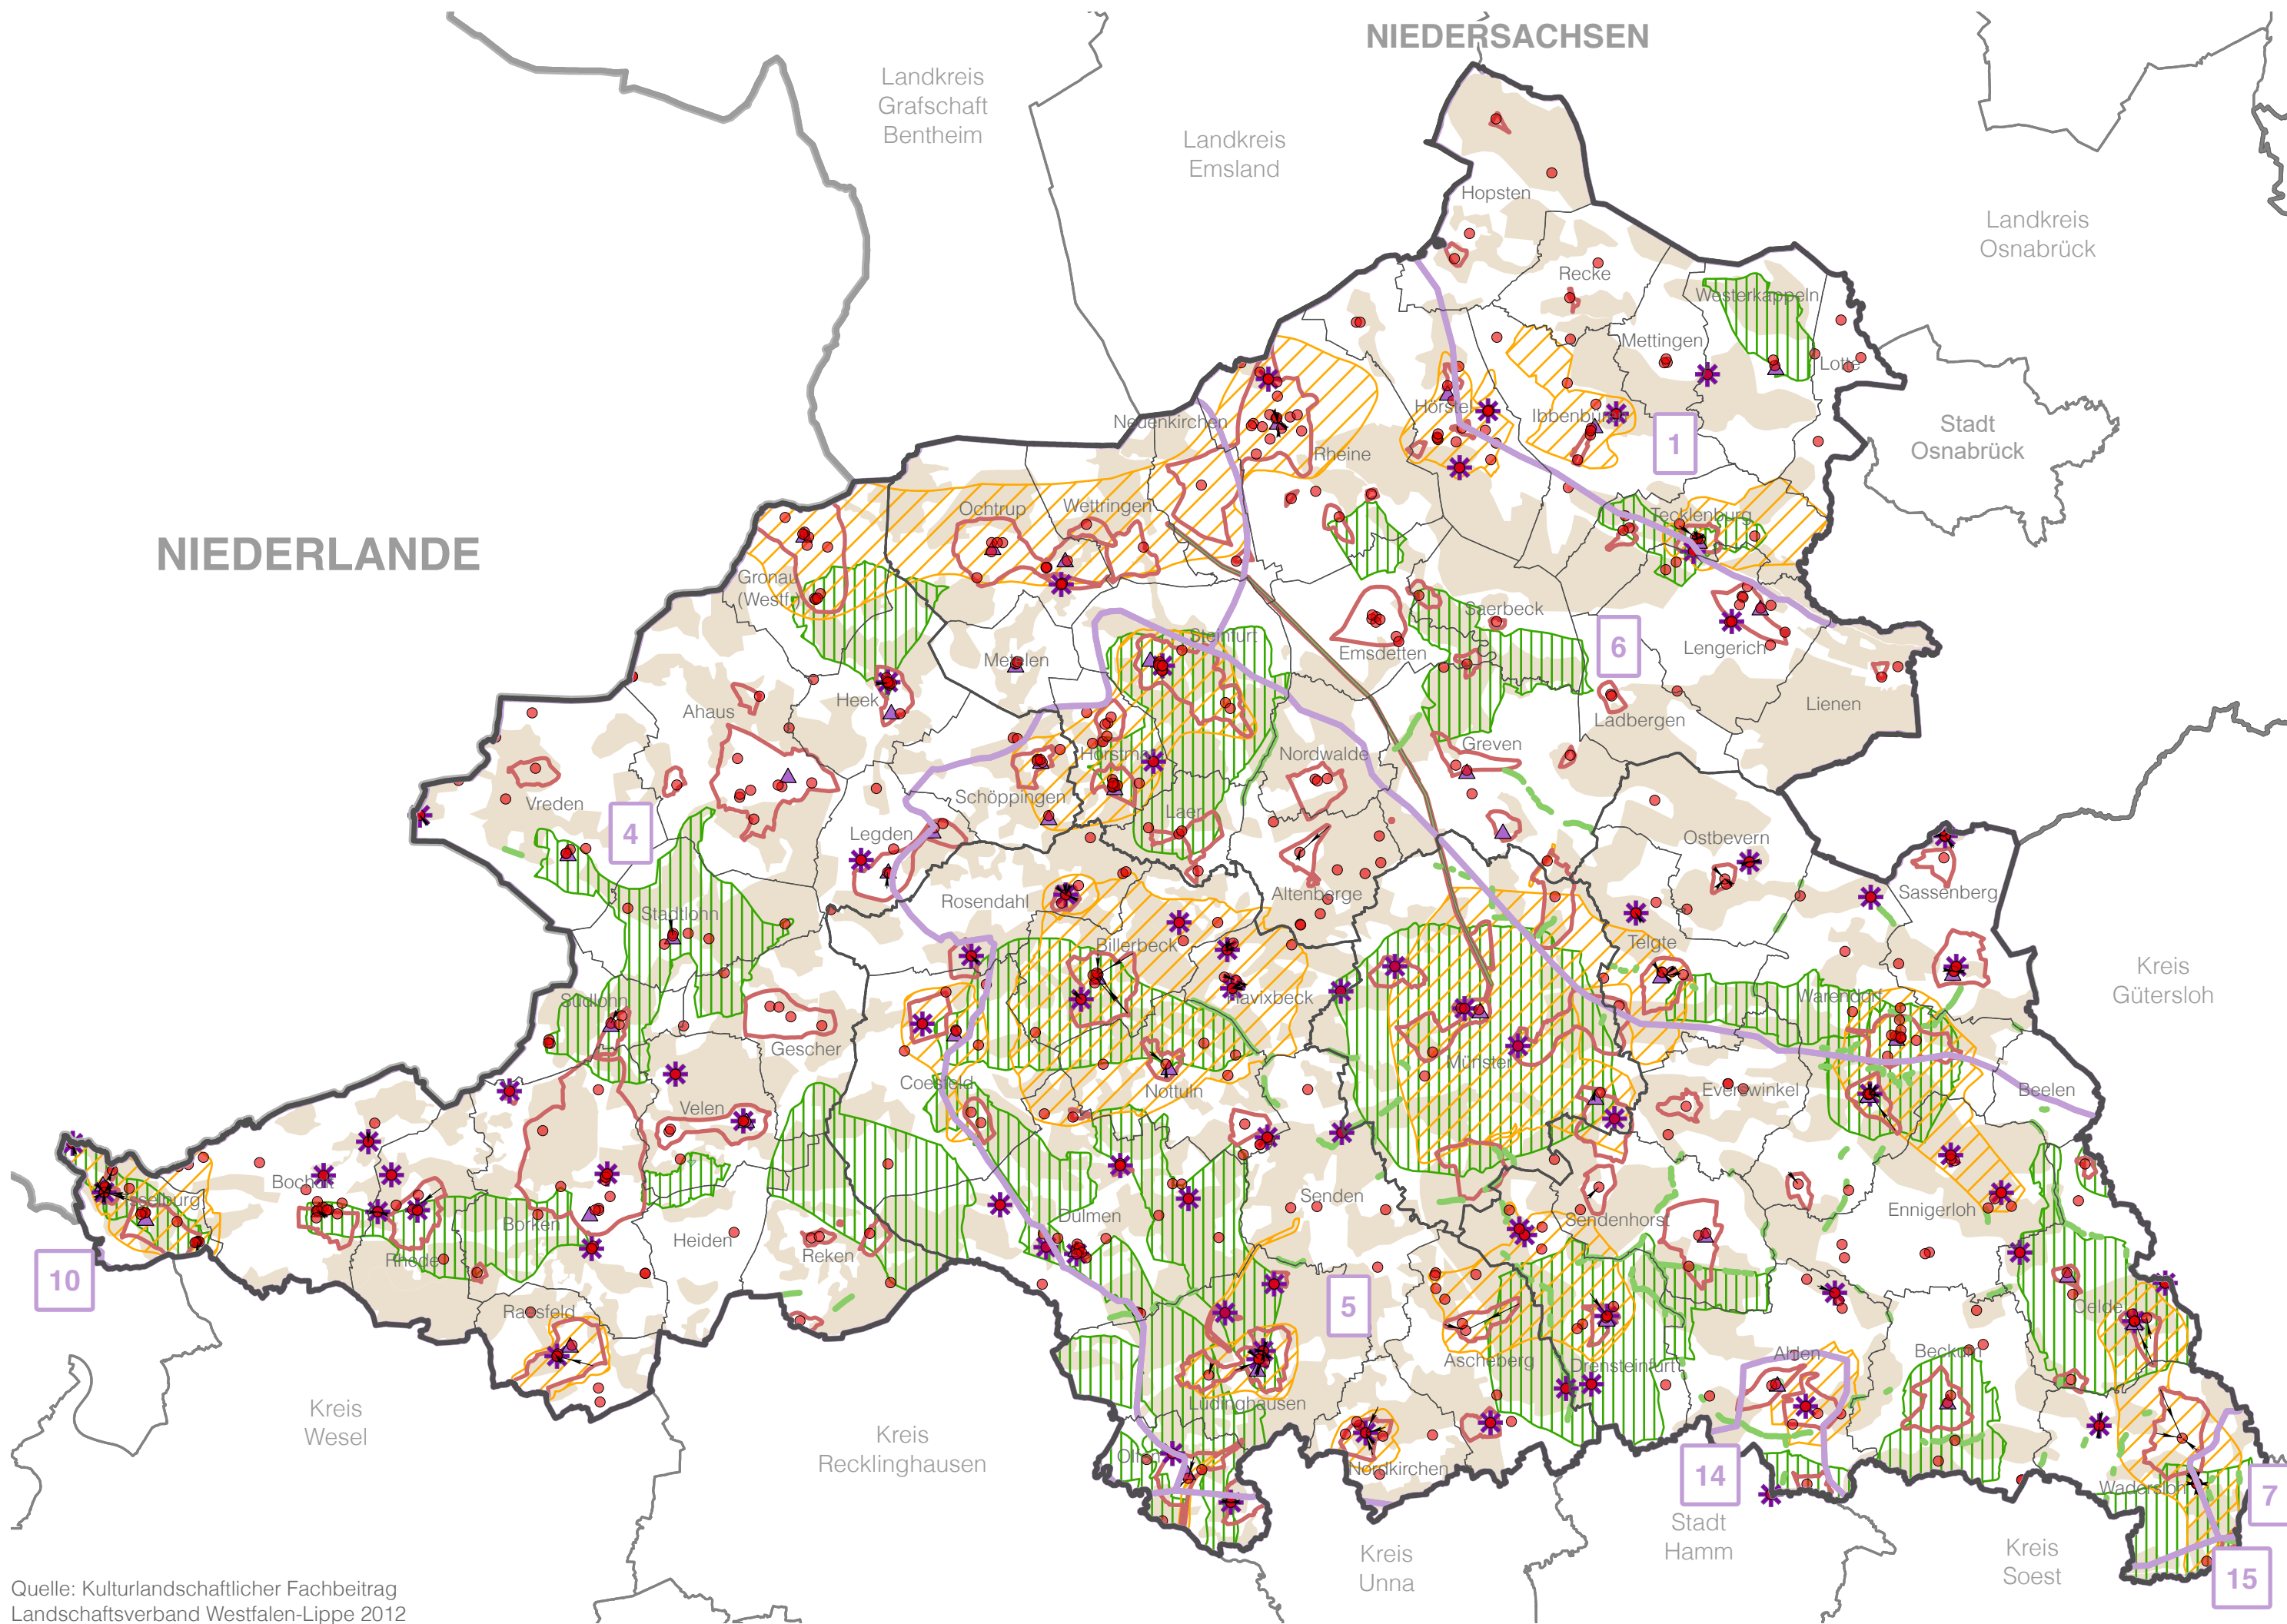 NIEDERSACHSEN
Landkreis
Grafschaft
Bentheim
Landkreis
Emsland
Hopsten
Landkreis
Osnabrück
Recke
Westerkappeln
Mettingen
Lotte
Hörstel
Neuenkirchen
1
Stadt
Osnabrück
Rheine
Ochtrup
Wettringen
Tecklenburg
NIEDERLANDE
Gronau
(Westf.)
Saerbeck
Steinfurt
6
Emsdetten
Lengerich
Metelen
Heek
Ahaus
Lienen
Ladbergen
Greven
Nordwalde
Schöppingen
Vreden
4
Legden
Laer
Ostbevern
Sassenberg
Altenberge
Rosendahl
Stadtlohn
Telgte
Billerbeck
Kreis
Gütersloh
Südlohn
Havixbeck
Warendorf
Gescher
Münster
Coesfeld
Nottuln
Everswinkel
Beelen
Velen
Senden
Ennigerloh
Dülmen
Sendenhorst
Borken
Heiden
Reken
Rhede
10
5
Raesfeld
Oelde
Ascheberg
Drensteinfurt
Ahlen
Beckum
Kreis
Wesel
Lüdinghausen
Kreis
Recklinghausen
Olfen
Nordkirchen
14
Wadersloh
7
Stadt
Hamm
Kreis
Unna
Kreis
Soest
15
Quelle: Kulturlandschaftlicher Fachbeitrag
Landschaftsverband Westfalen-Lippe 2012